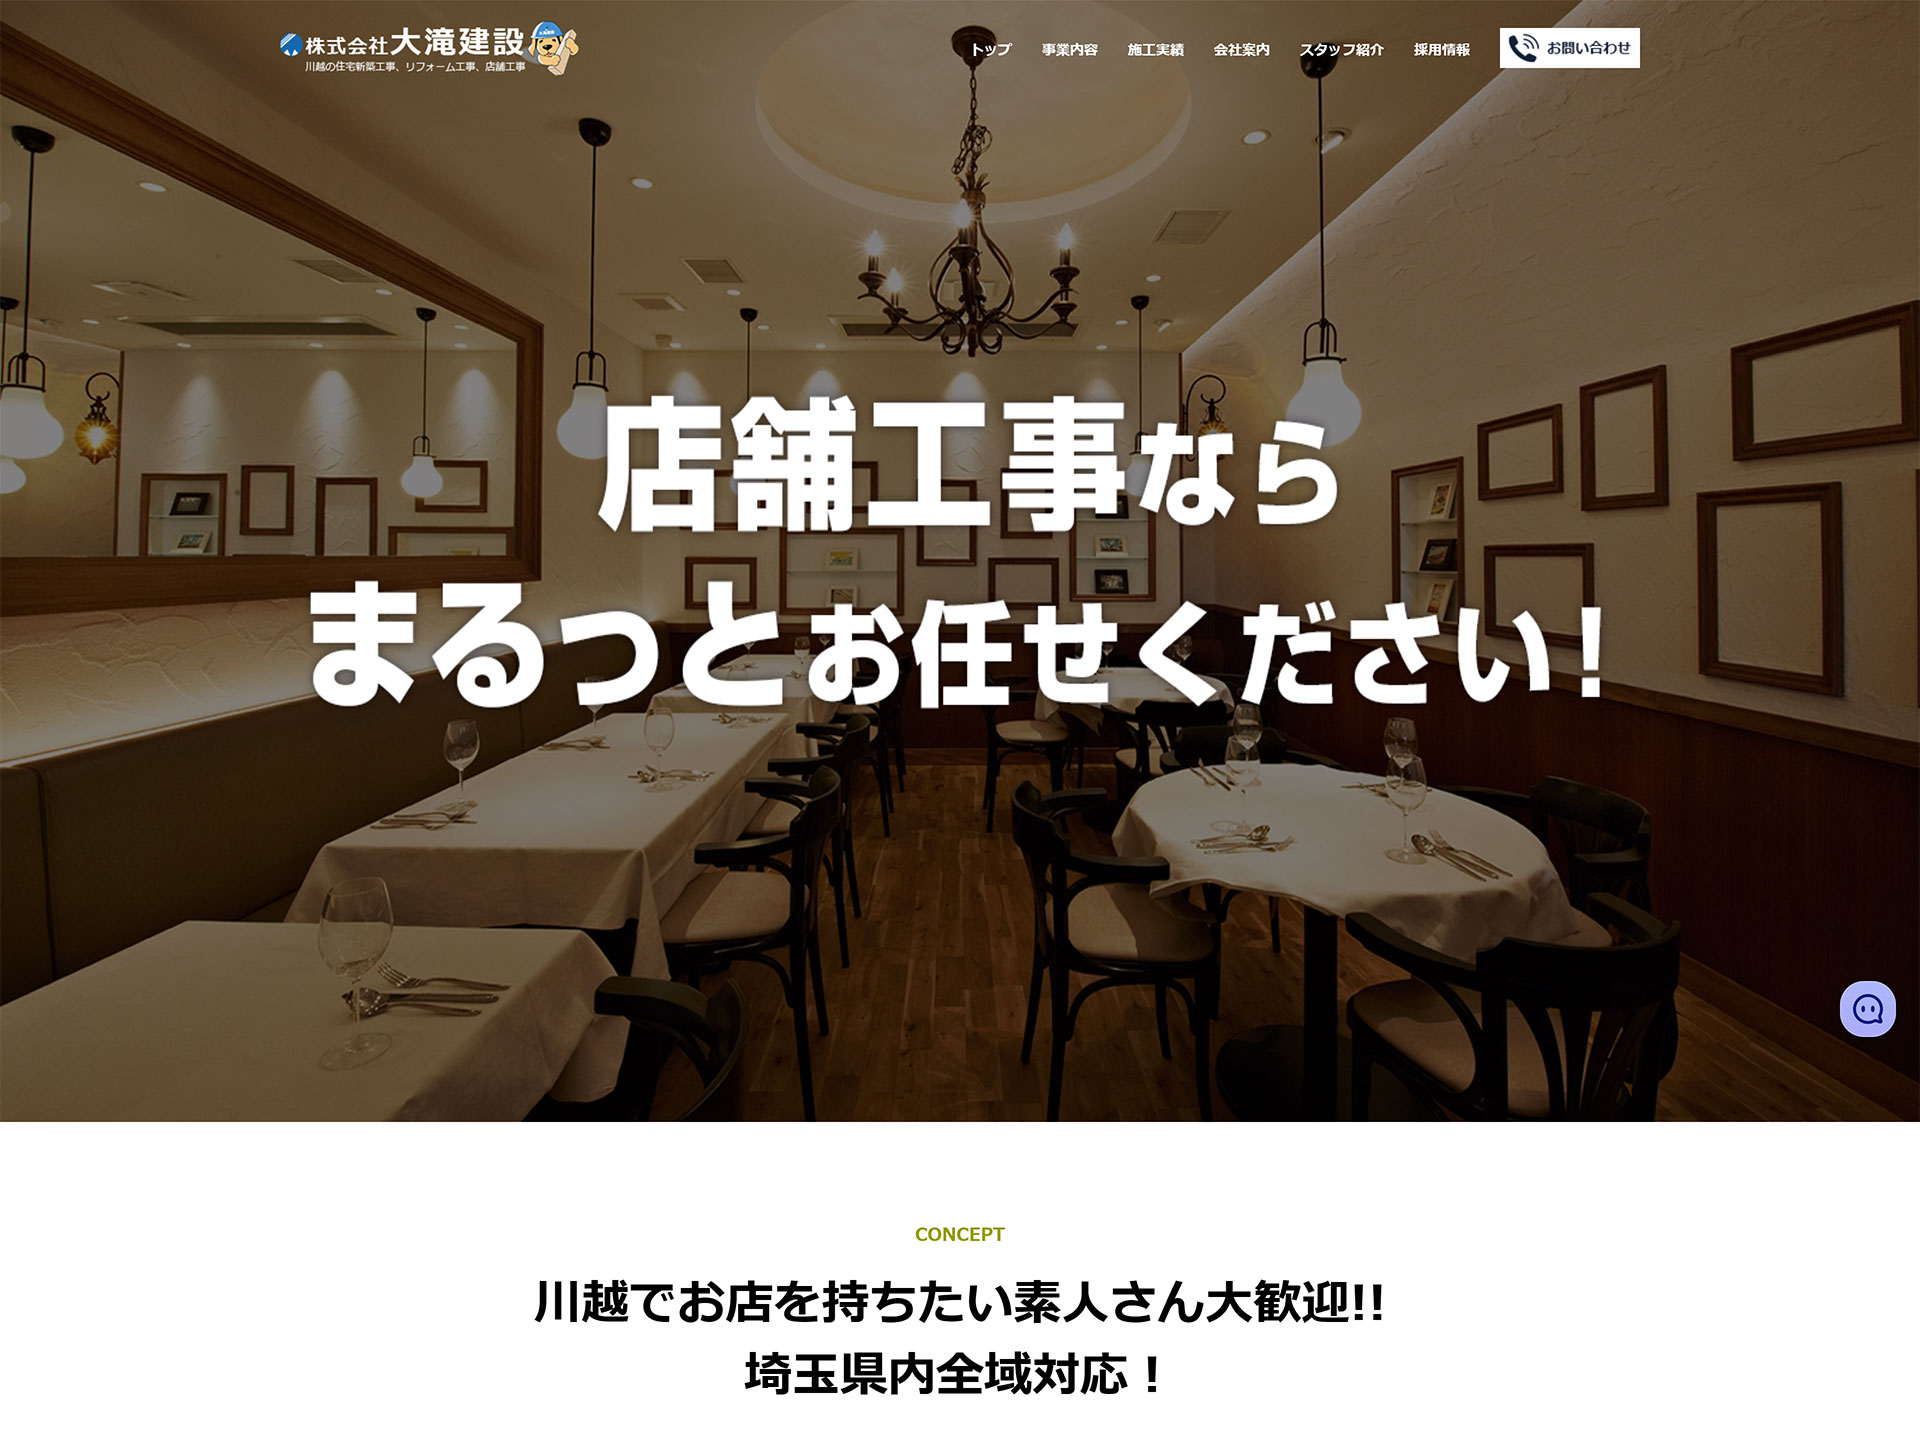 株式会社大滝建設
川越の住宅新築工事、リフォーム工事、店舗工事
トップ
事業内容
施工実績
会社案内
スタッフ紹介
採用情報
お問い合わせ
店舗工事なら
まるっとお任せください!
CONCEPT
川越でお店を持ちたい素人さん大歓迎!!
埼玉県内全域対応！